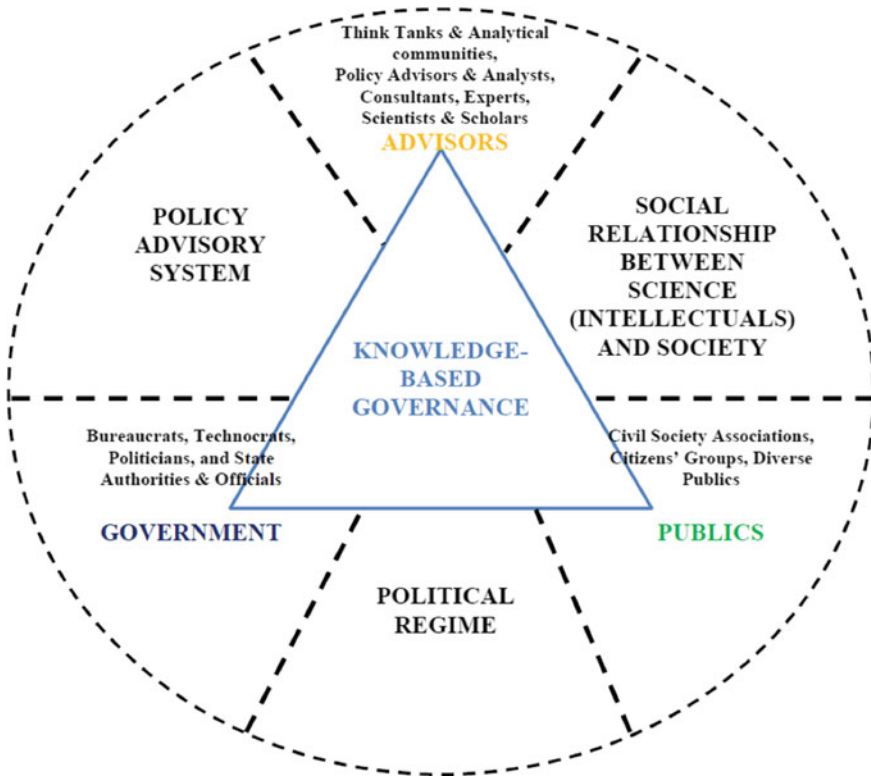 Think Tanks & Analytical
communities,
Policy Advisors & Analysts,
Consultants, Experts,
Scientists & Scholars
ADVISORS
POLICY
ADVISORY
SYSTEM
SOCIAL
RELATIONSHIP
BETWEEN
SCIENCE
(INTELLECTUALS)
AND SOCIETY
KNOWLEDGE-
BASED
GOVERNANCE
Bureaucrats, Technocrats,
Politicians, and State
Authorities & Officials
GOVERNMENT
Civil Society Associations,
Citizens’ Groups, Diverse
Publics
PUBLICS
POLITICAL
REGIME